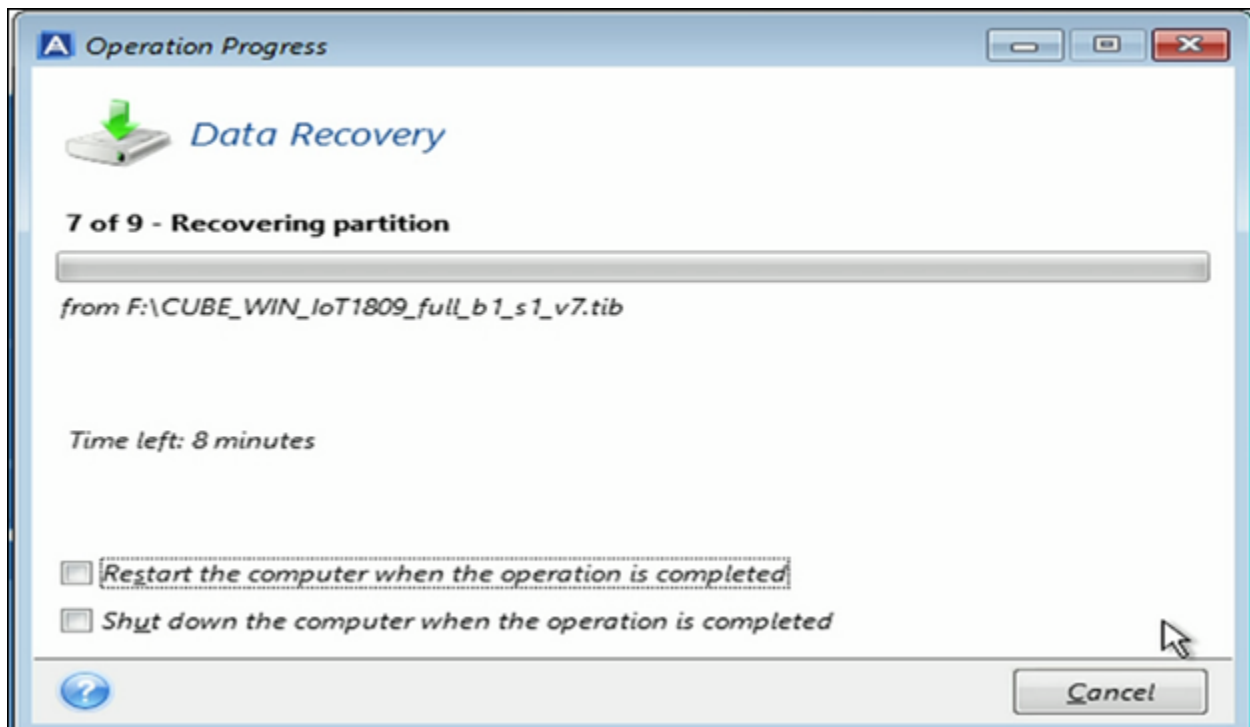 Operation Progress
Data Recovery
7 of 9 - Recovering partition
from F:\CUBE_WIN_IoT1809_full_b1_s1_v7.tib
Time left: 8 minutes
Restart the computer when the operation is completed
Shut down the computer when the operation is completed
Cancel